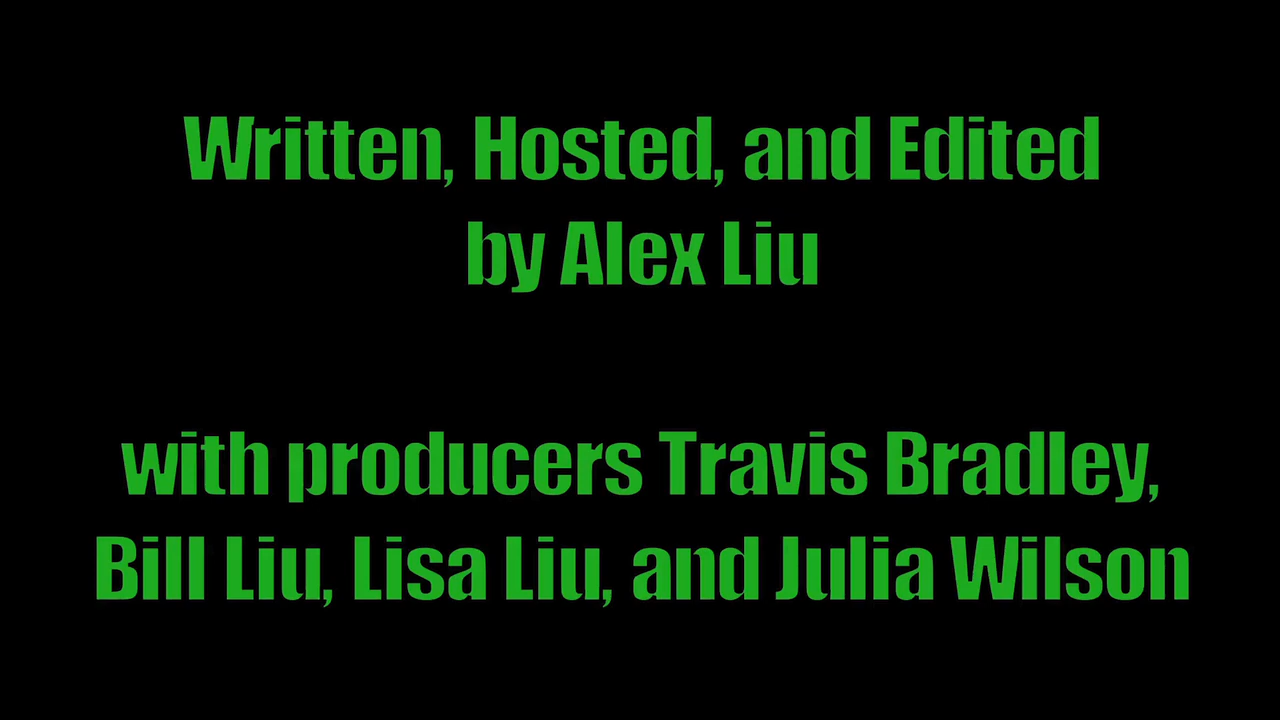 Written, Hosted, and Edited
by Alex Liu
with producers Travis Bradley,
Bill Liu, Lisa Liu, and Julia Wilson